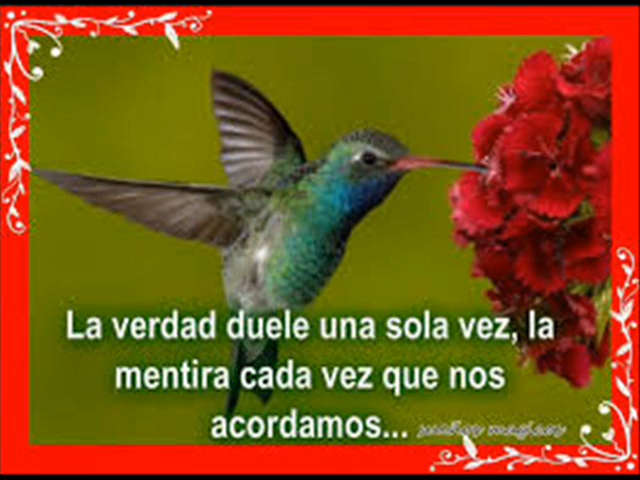 La verdad duele una sola vez, la
mentira cada vez que nos
acordamos...